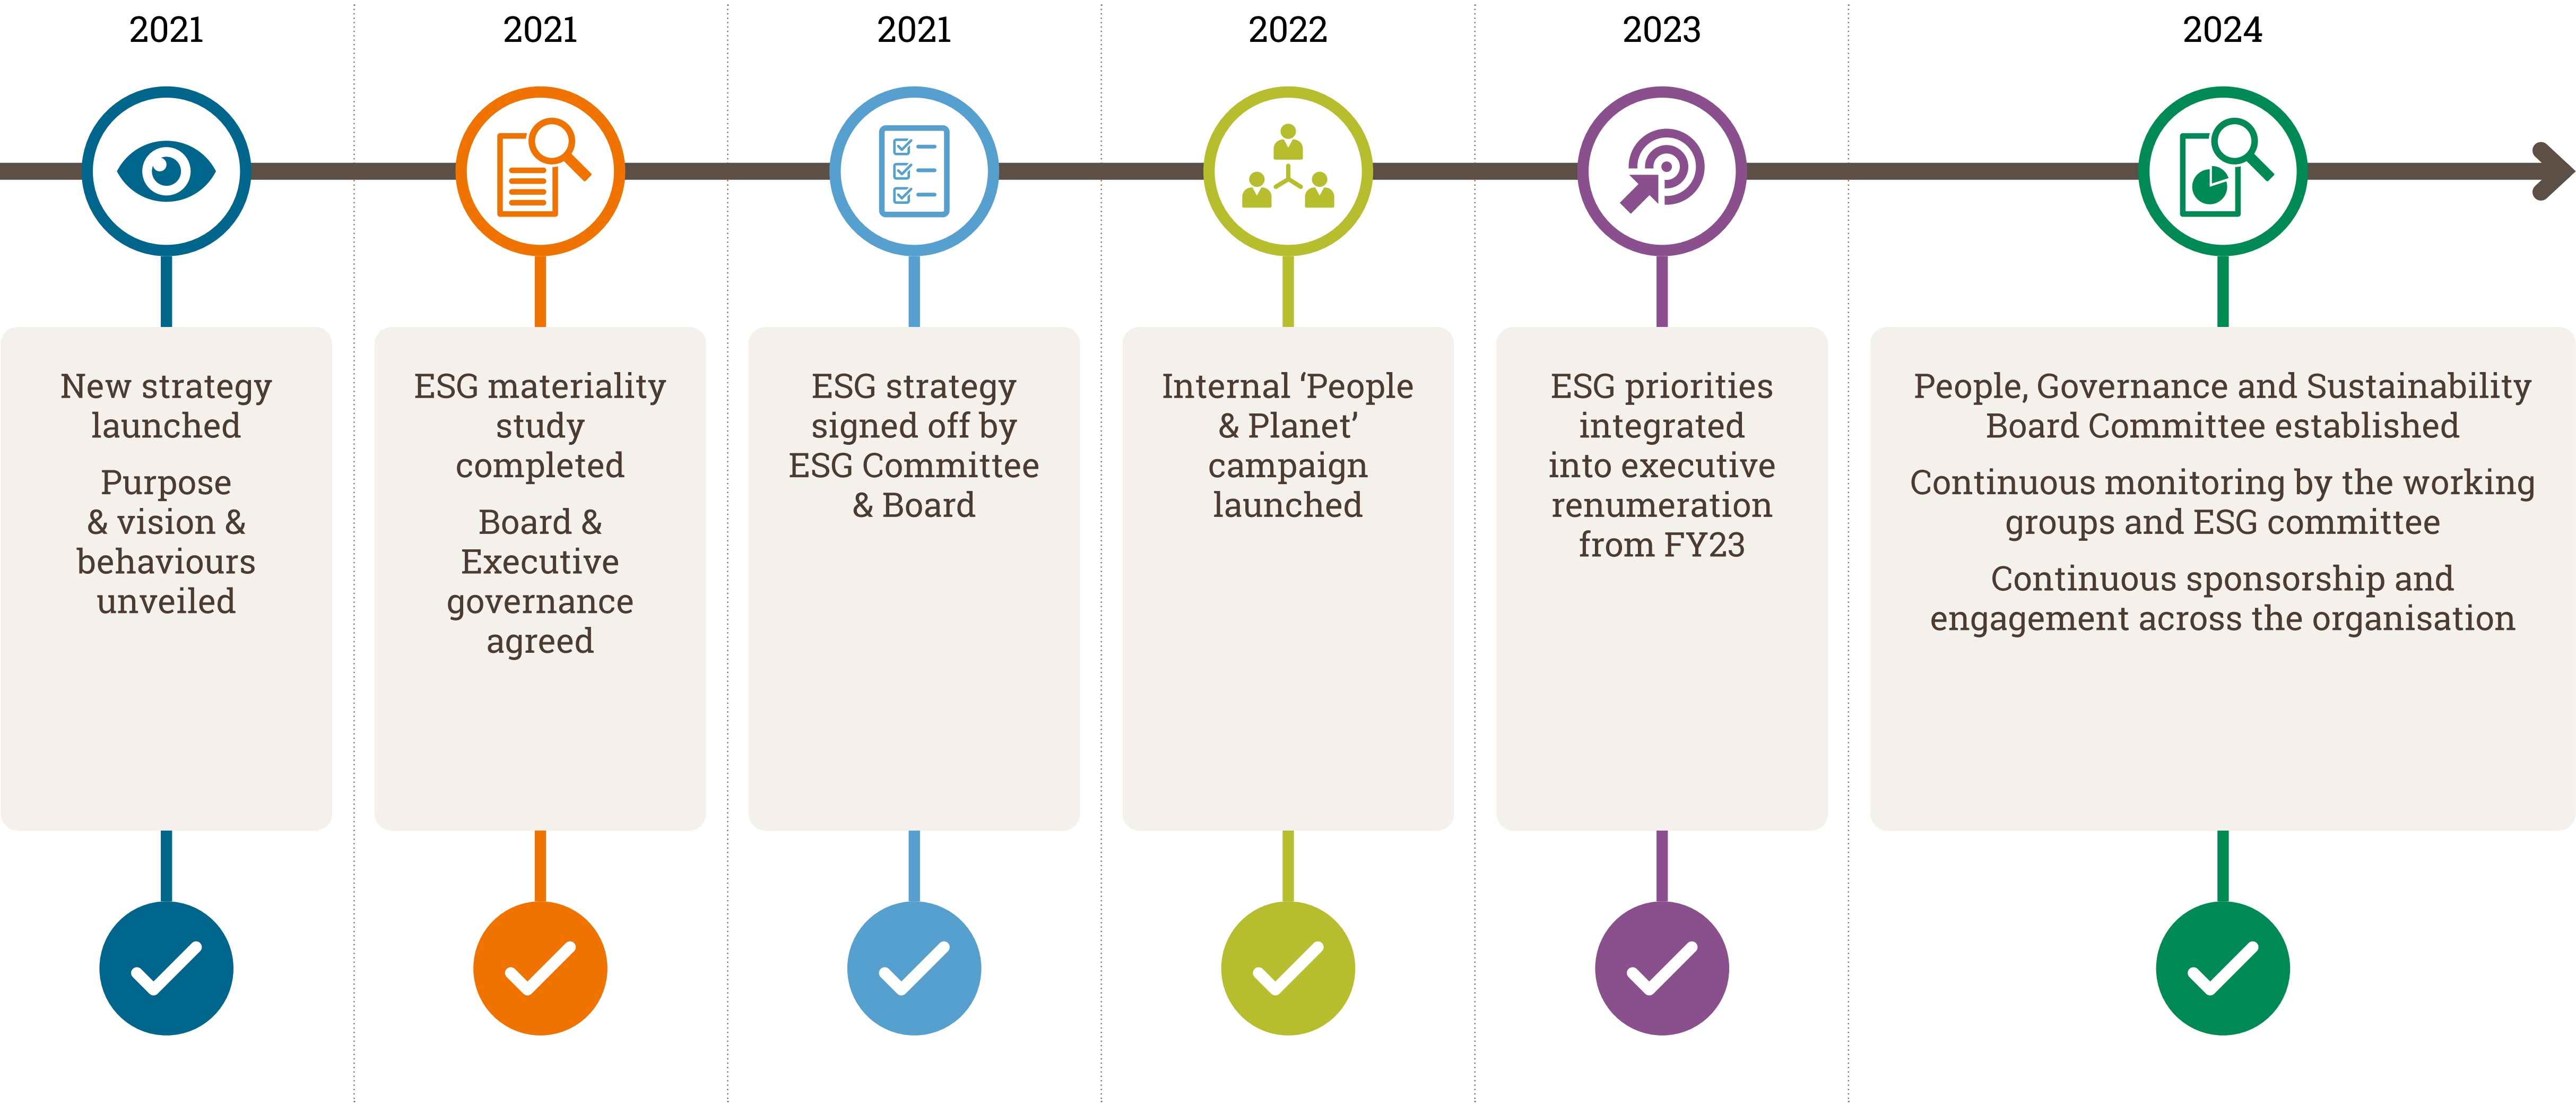 2021
New strategy
launched
Purpose
& vision &
behaviours
unveiled
2021
ESG materiality
study
completed
Board &
Executive
governance
agreed
2021
ESG strategy
signed off by
ESG Committee
& Board
2022
Internal ‘People
& Planet’
campaign
launched
2023
ESG priorities
integrated
into executive
renumeration
from FY23
2024
People, Governance and Sustainability
Board Committee established
Continuous monitoring by the working
groups and ESG committee
Continuous sponsorship and
engagement across the organisation